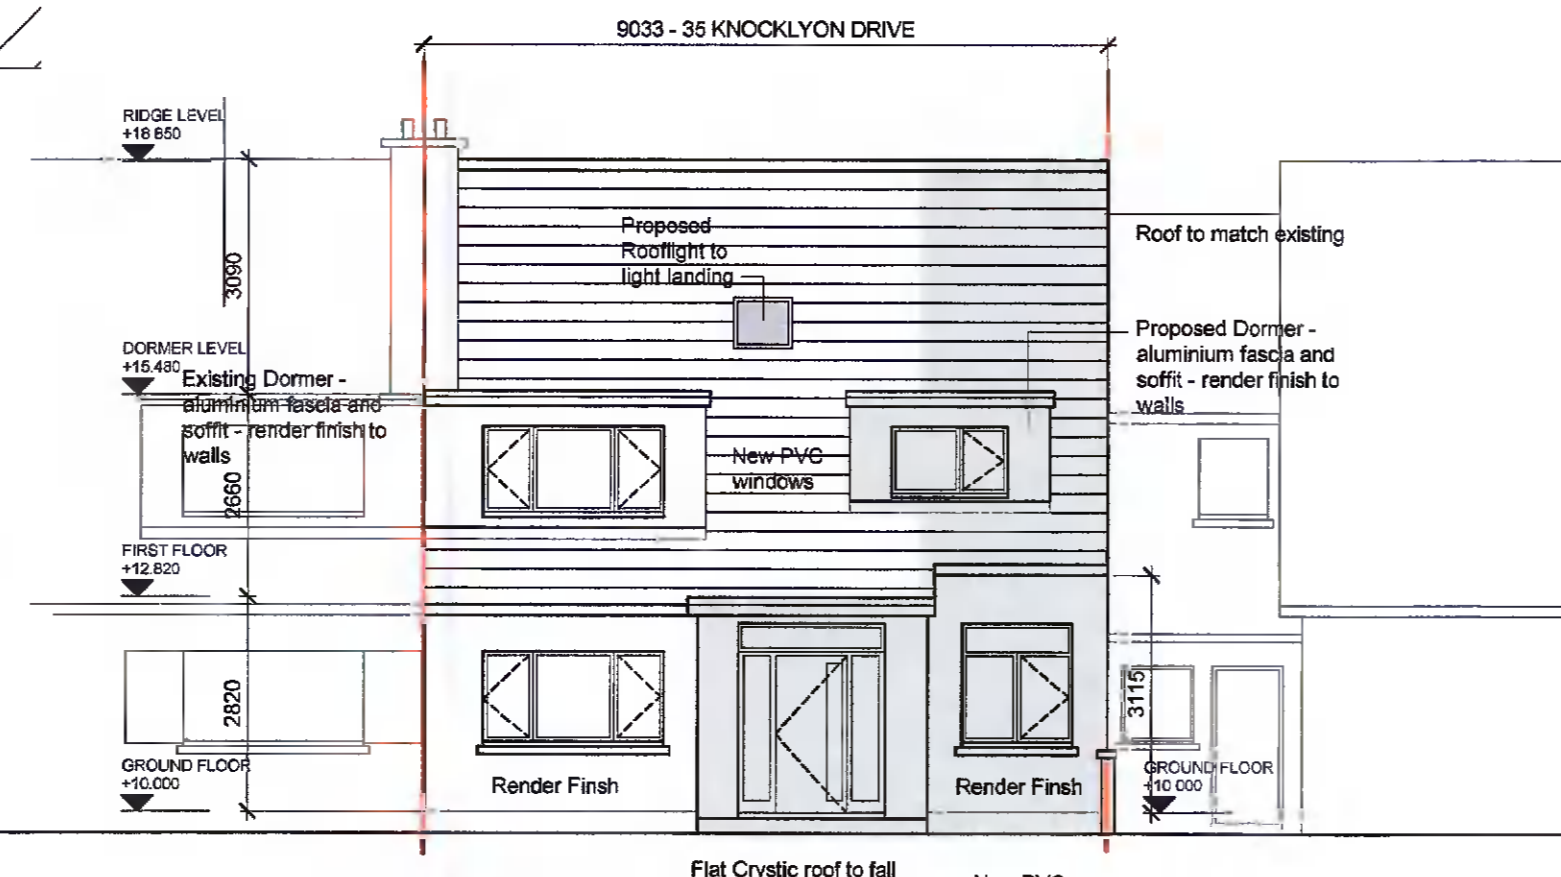 9033 - 35 KNOCKLYON DRIVE
RIDGE LEVEL
+18 850
3090
Proposed
Rooflight to
light landing
Roof to match existing
DORMER LEVEL
+15.480
Existing Dormer -
aluminium fascia and
soffit - render finish to
walls
Proposed Dormer -
aluminium fascia and
soffit - render finish to
walls
New PVC
windows
2660
FIRST FLOOR
+12.820
2820
3115
GROUND FLOOR
+10.000
Render Finsh
Render Finsh
GROUND FLOOR
+10 000
Flat Crystic roof to fall
New PVC